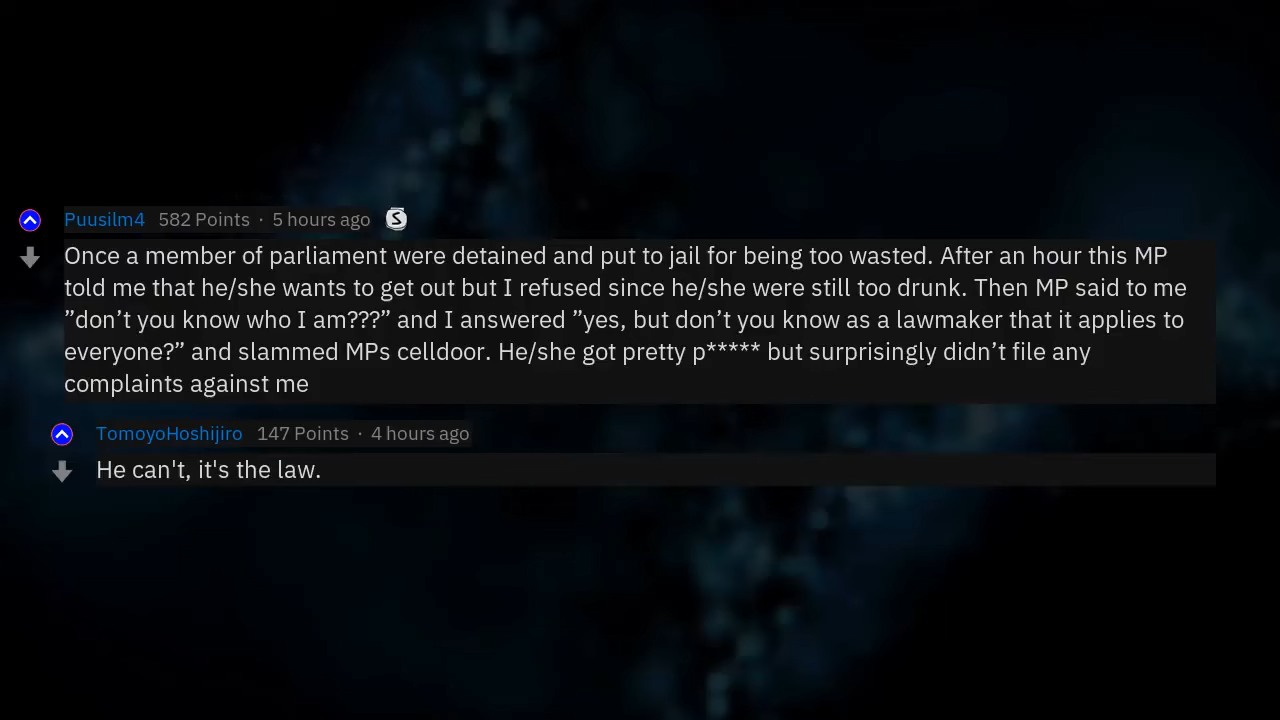 Puusilm4 582 Points · 5 hours ago S
Once a member of parliament were detained and put to jail for being too wasted. After an hour this MP
told me that he/she wants to get out but I refused since he/she were still too drunk. Then MP said to me
”don’t you know who I am???” and I answered ”yes, but don’t you know as a lawmaker that it applies to
everyone?” and slammed MPs celldoor. He/she got pretty p***** but surprisingly didn’t file any
complaints against me
TomoyoHoshijiro 147 Points · 4 hours ago
He can't, it's the law.